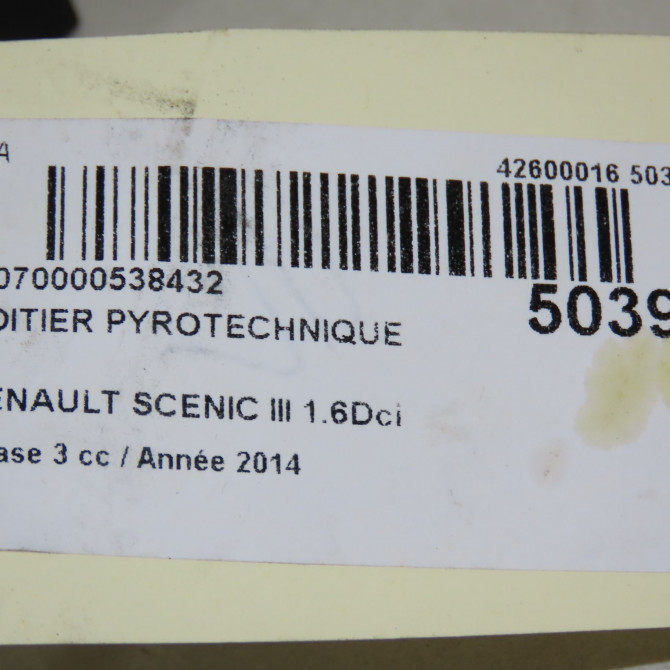 A
42600016 503
070000538432
5039
OITIER PYROTECHNIQUE
ENAULT SCENIC III 1.6Dci
ase 3 cc / Année 2014